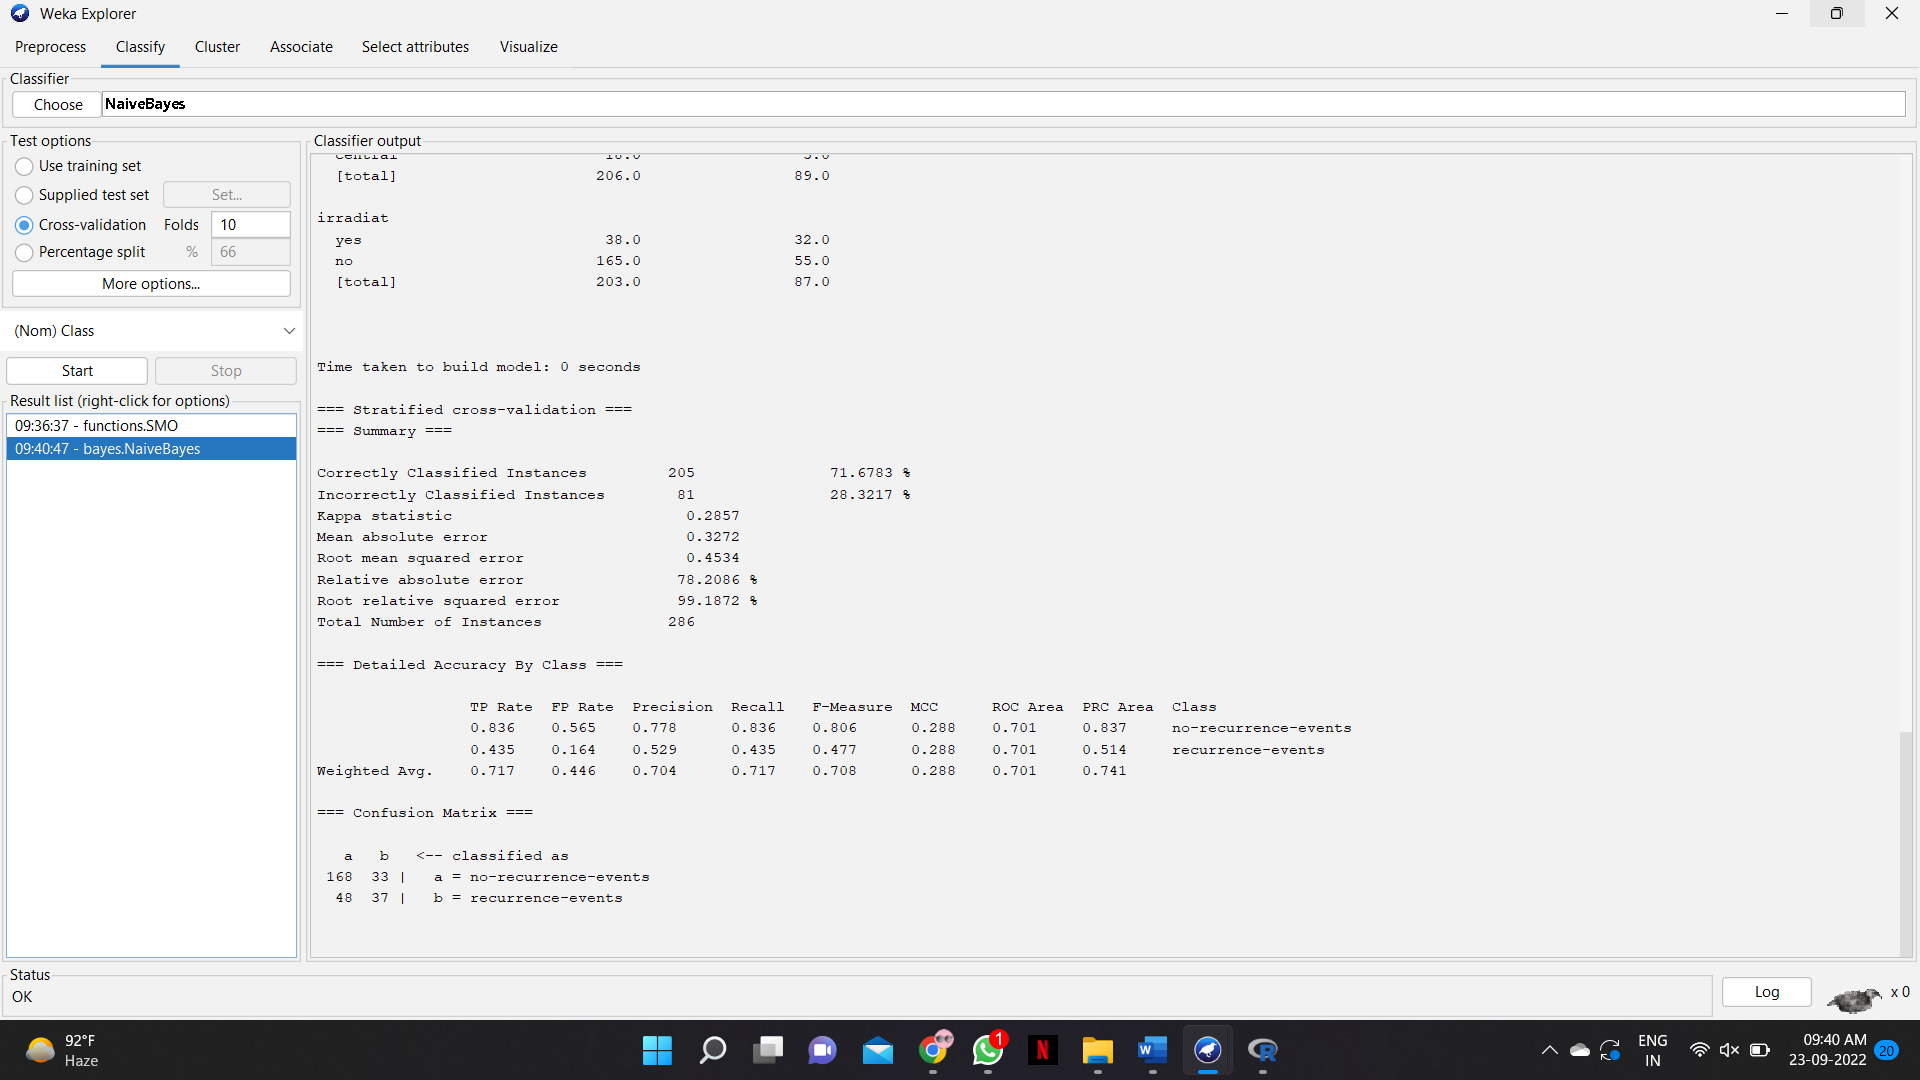 Weka Explorer
Preprocess Classify Cluster Associate Select attributes Visualize
Classifier
Choose NaiveBayes
Test options
Use training set
Supplied test set Set...
Cross-validation Folds 10
Percentage split % 66
More options...
(Nom) Class
Start Stop
Result list (right-click for options)
09:36:37 - functions.SMO
09:40:47 - bayes.NaiveBayes
Classifier output
[total] 206.0 89.0
irradiat
yes 38.0 32.0
no 165.0 55.0
[total] 203.0 87.0
Time taken to build model: 0 seconds
=== Stratified cross-validation ===
=== Summary ===
Correctly Classified Instances 205 71.6783 %
Incorrectly Classified Instances 81 28.3217 %
Kappa statistic 0.2857
Mean absolute error 0.3272
Root mean squared error 0.4534
Relative absolute error 78.2086 %
Root relative squared error 99.1872 %
Total Number of Instances 286
=== Detailed Accuracy By Class ===
TP Rate FP Rate Precision Recall F-Measure MCC ROC Area PRC Area Class
0.836 0.565 0.778 0.836 0.806 0.288 0.701 0.837 no-recurrence-events
0.435 0.164 0.529 0.435 0.477 0.288 0.701 0.514 recurrence-events
Weighted Avg. 0.717 0.446 0.704 0.717 0.708 0.288 0.701 0.741
=== Confusion Matrix ===
a b <-- classified as
168 33 | a = no-recurrence-events
48 37 | b = recurrence-events
Status
OK
Log x 0
92°F
Haze
1
N
W
R
ENG
IN
09:40 AM
23-09-2022
20